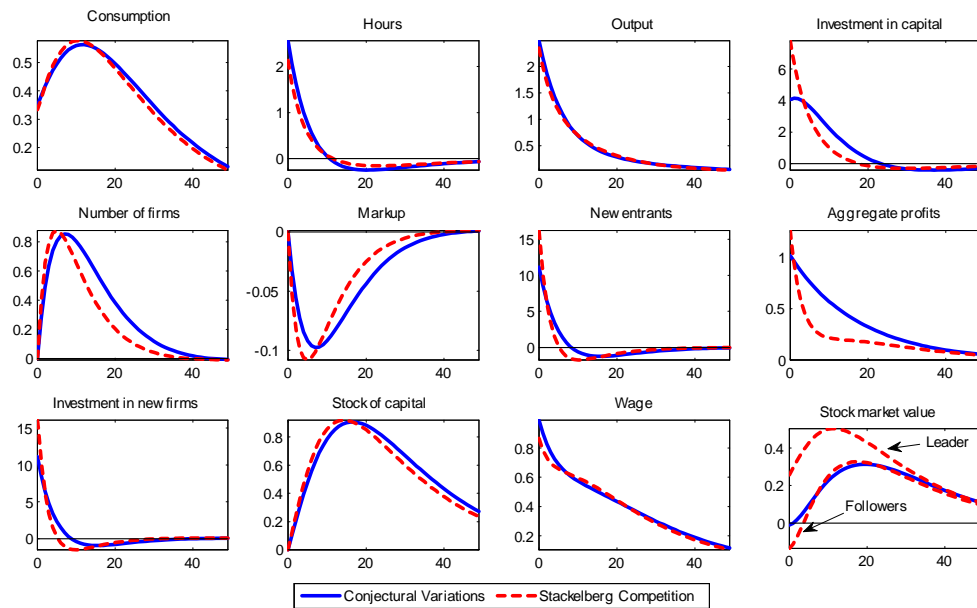 Consumption
0.5
0.4
0.3
0.2
0 20 40
Hours
2
1
0
0 20 40
Output
2
1.5
1
0.5
0 20 40
Investment in capital
6
4
2
0
0 20 40
Number of firms
0.8
0.6
0.4
0.2
0
0 20 40
Markup
0
-0.05
-0.1
0 20 40
New entrants
15
10
5
0
0 20 40
Aggregate profits
1
0.5
0
0 20 40
Investment in new firms
15
10
5
0
0 20 40
Stock of capital
0.8
0.6
0.4
0.2
0
0 20 40
Wage
0.8
0.6
0.4
0.2
0 20 40
Stock market value
0.4
0.2
0
Leader
Followers
0 20 40
Conjectural Variations Stackelberg Competition